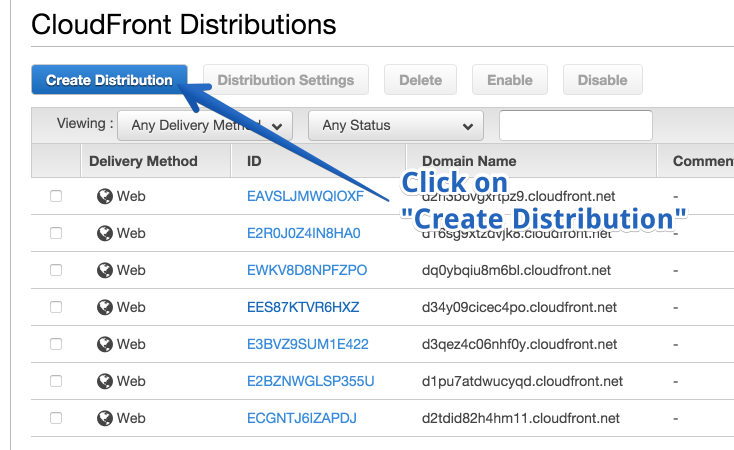 CloudFront Distributions
Create Distribution Distribution Settings Delete Enable Disable
Viewing : Any Delivery Method Any Status
Delivery Method ID Domain Name Commen
Click on
"Create Distribution"
Web EAVSLJMWQIOXF .cloudfront.net -
Web E2R0J0Z4IN8HA0 .cloudfront.net -
Web EWKV8D8NPFZPO dq0ybqiu8m6bl.cloudfront.net -
Web EES87KTVR6HXZ d34y09cicec4po.cloudfront.net -
Web E3BVZ9SUM1E422 d3qez4c06nhf0y.cloudfront.net -
Web E2BZNWGLSP355U d1pu7atdwucyqd.cloudfront.net -
Web ECGNTJ6IZAPDJ d2tdid82h4hm11.cloudfront.net -